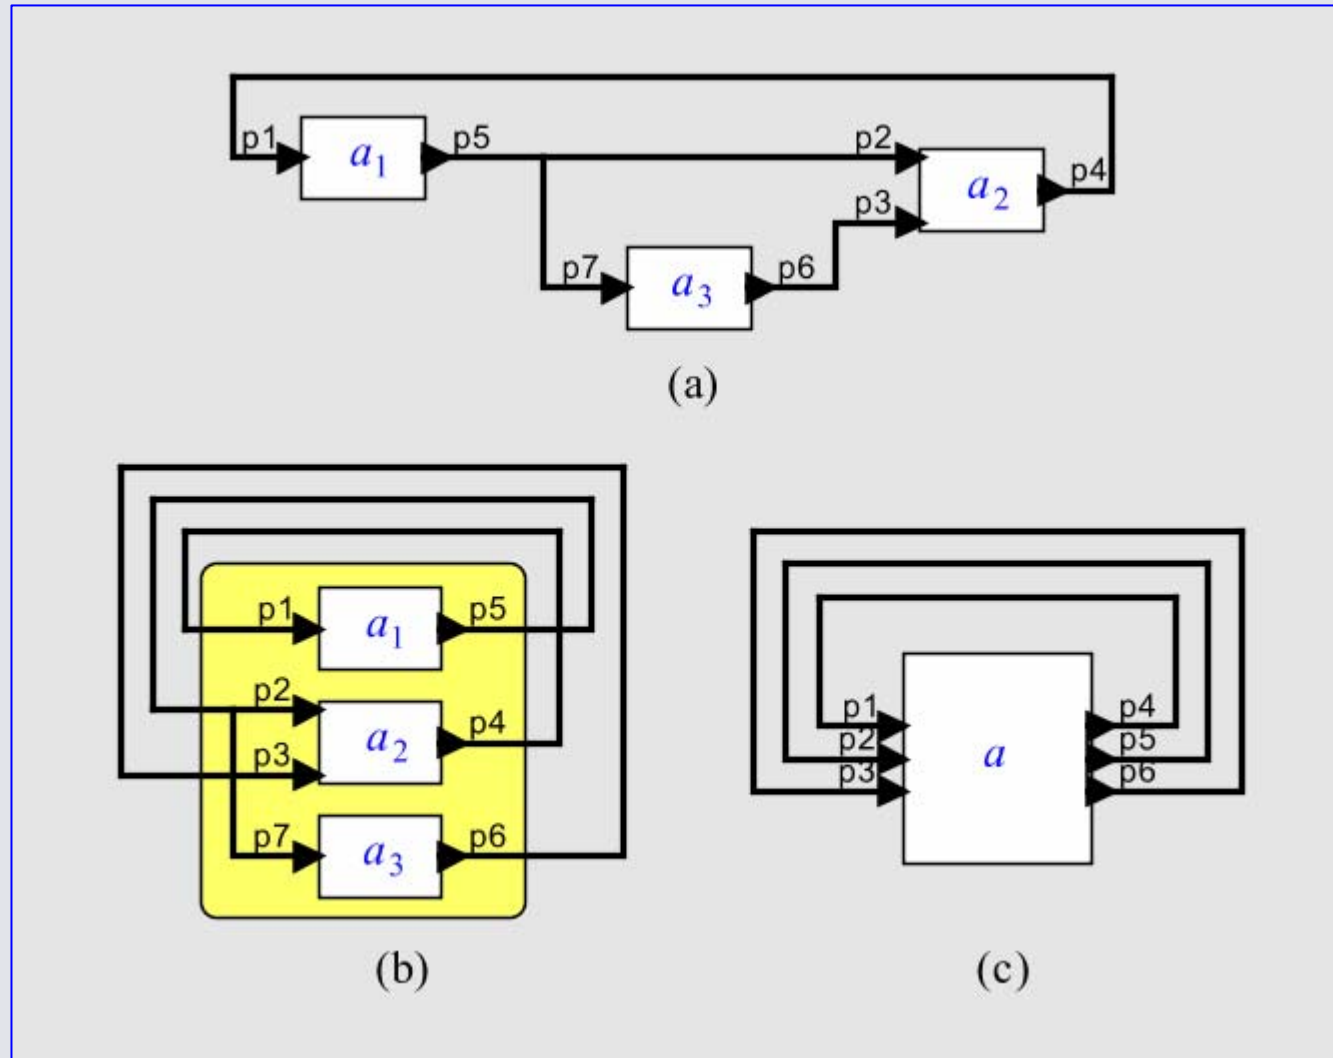 p1 a1 p5 p2 a2 p4
p3
p7 a3 p6
(a)
p1 a1 p5
p2 a2 p4
p3
p7 a3 p6
(b)
p1 a p4
p2 p5
p3 p6
(c)